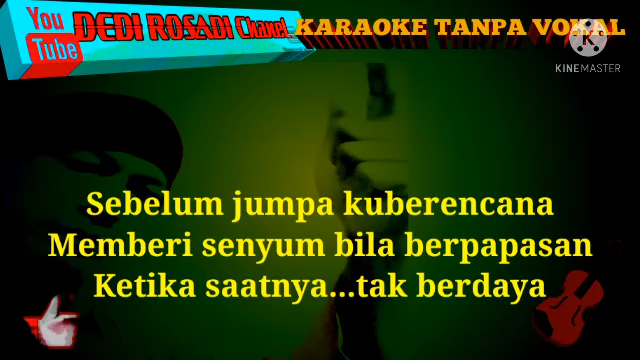 You
Tube
DEDI ROSADI Chanel
KARAOKE TANPA VOKAL
KINEMASTER
Sebelum jumpa kuberencana
Memberi senyum bila berpapasan
Ketika saatnya...tak berdaya